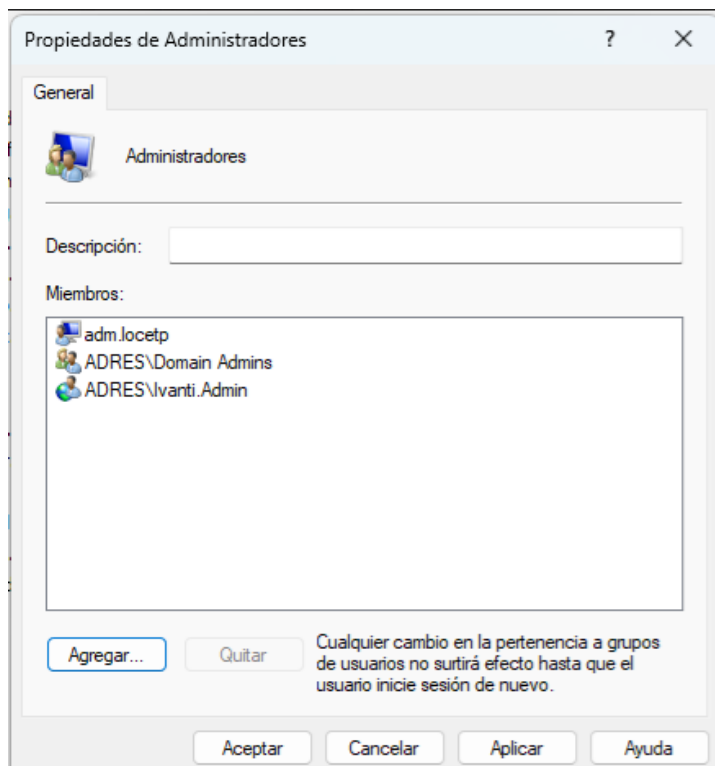 Propiedades de Administradores ? X
General
Administradores
Descripción:
Miembros:
adm.locetp
ADRES\Domain Admins
ADRES\Ivanti.Admin
Agregar...
Quitar
Cualquier cambio en la pertenencia a grupos
de usuarios no surtirá efecto hasta que el
usuario inicie sesión de nuevo.
Aceptar
Cancelar
Aplicar
Ayuda